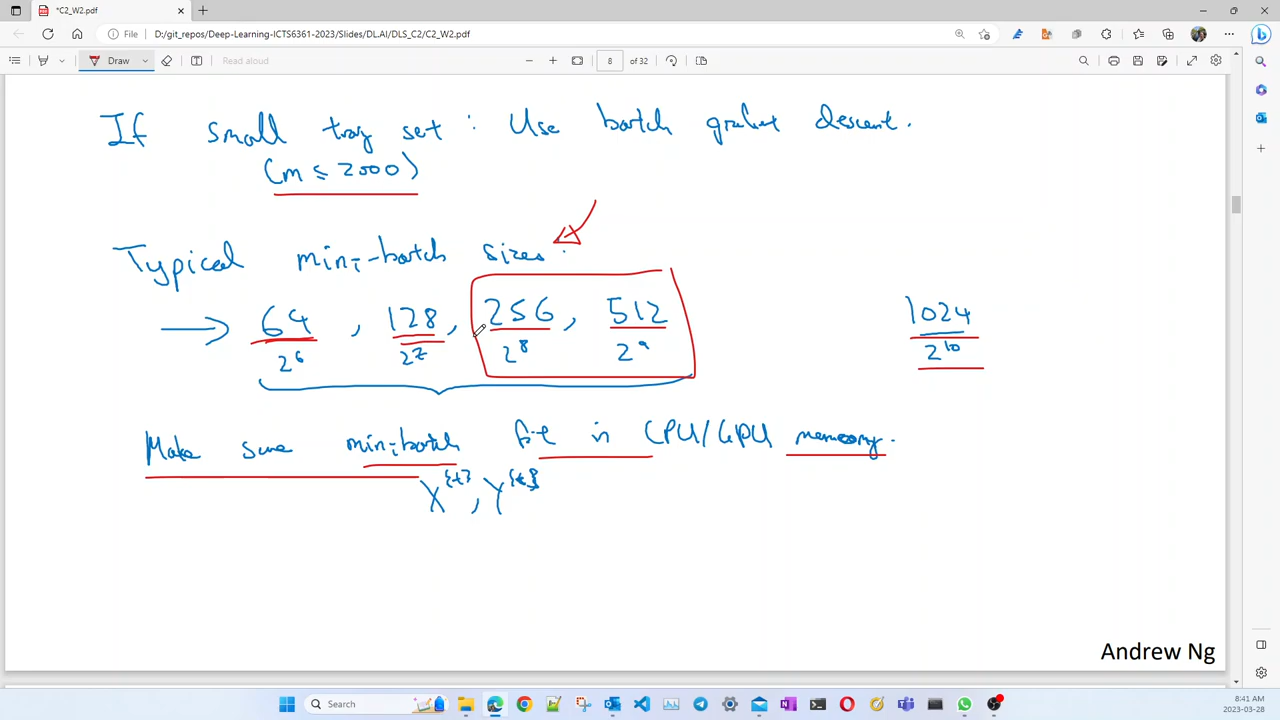 *C2_W2.pdf
File
D:/git_repos/Deep-Learning-ICTS6361-2023/Slides/DL.AI/DLS_C2/C2_W2.pdf
Draw
Read aloud
8 of 32
If small tray set : Use batch gradient descent.
(m ≤ 2000)
Typical mini-batch sizes :
→ 64 , 128 , 256 , 512 1024
2^6 2^7 2^8 2^9 2^10
Make sure mini-batch fit in CPU/GPU memory.
X^{t}, Y^{t}
Andrew Ng
Search
8:41 AM
2023-03-28